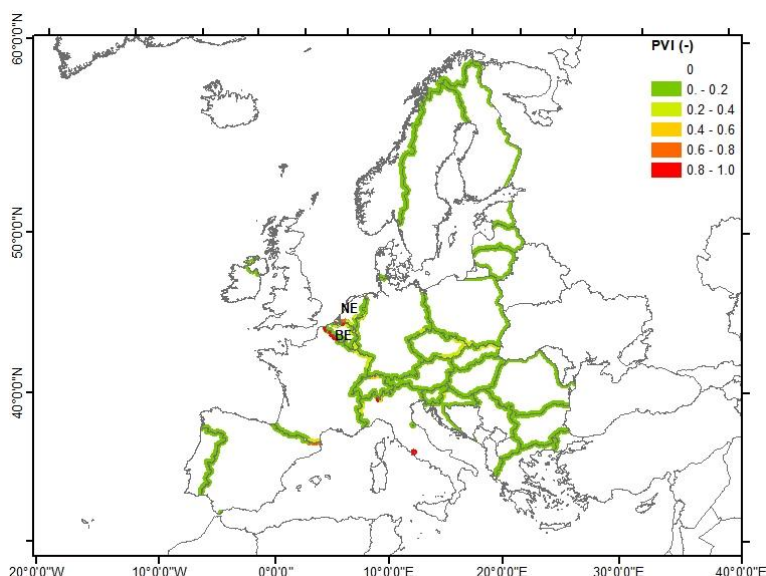 PVI (-)
0
0. - 0.2
0.2 - 0.4
0.4 - 0.6
0.6 - 0.8
0.8 - 1.0
60°0'0"N
50°0'0"N
40°0'0"N
NE
BE
20°0'0"W
10°0'0"W
0°0'0"E
10°0'0"E
20°0'0"E
30°0'0"E
40°0'0"E